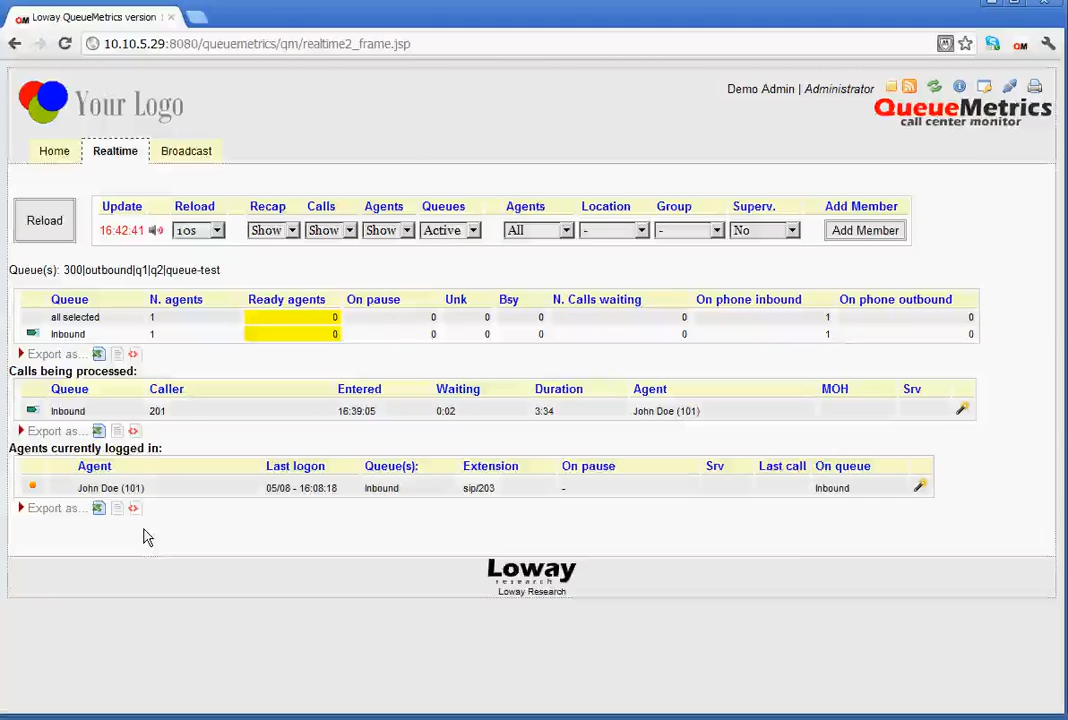 Loway QueueMetrics version
10.10.5.29:8080/queuemetrics/qm/realtime2_frame.jsp
Your Logo
Demo Admin | Administrator
QueueMetrics
call center monitor
Home Realtime Broadcast
Reload
Update Reload Recap Calls Agents Queues Agents Location Group Superv. Add Member
16:42:41 10s Show Show Show Active All - - No Add Member
Queue(s): 300|outbound|q1|q2|queue-test
Queue N. agents Ready agents On pause Unk Bsy N. Calls waiting On phone inbound On phone outbound
all selected 1 0 0 0 0 0 1 0
Inbound 1 0 0 0 0 0 1 0
Export as...
Calls being processed:
Queue Caller Entered Waiting Duration Agent MOH Srv
Inbound 201 16:39:05 0:02 3:34 John Doe (101)
Export as...
Agents currently logged in:
Agent Last logon Queue(s): Extension On pause Srv Last call On queue
John Doe (101) 05/08 - 16:08:18 Inbound sip/203 - Inbound
Export as...
Loway
research
Loway Research